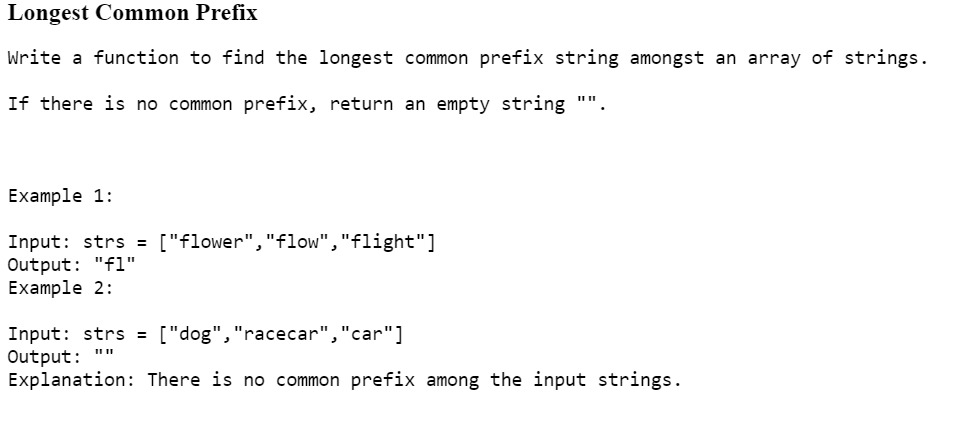 Longest Common Prefix
Write a function to find the longest common prefix string amongst an array of strings.
If there is no common prefix, return an empty string "".
Example 1:
Input: strs = ["flower","flow","flight"]
Output: "fl"
Example 2:
Input: strs = ["dog","racecar","car"]
Output: ""
Explanation: There is no common prefix among the input strings.